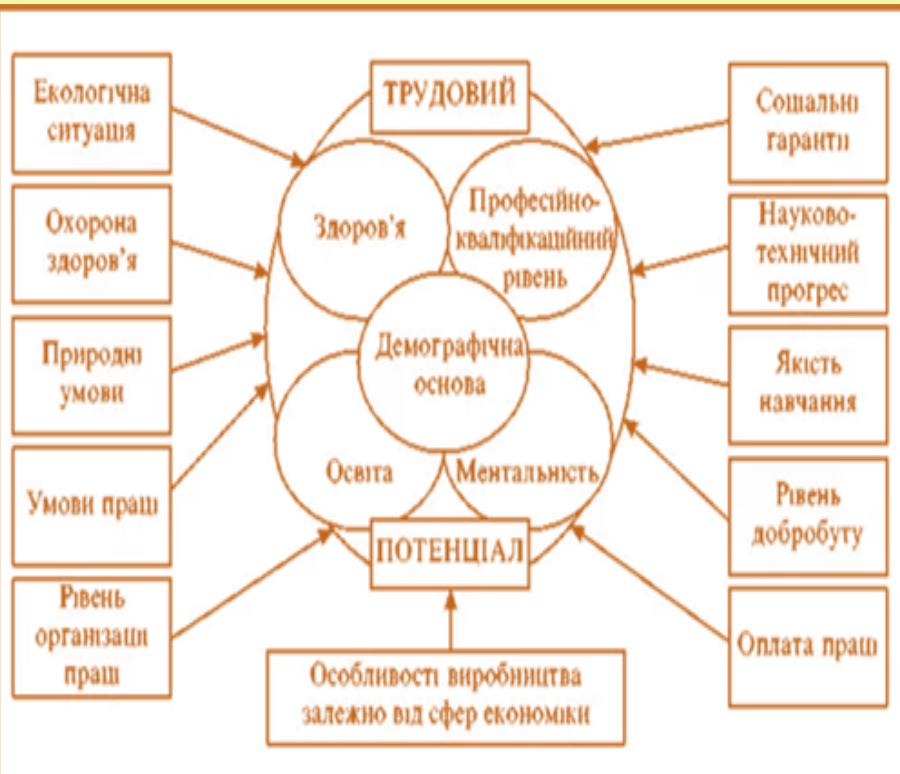 Екологічна
ситуація
Охорона
здоров’я
Природні
умови
Умови праці
Рівень
організації
праці
ТРУДОВИЙ
Здоров’я
Професійно-
кваліфікаційний
рівень
Демографічна
основа
Освіта
Ментальність
ПОТЕНЦІАЛ
Особливості виробництва
залежно від сфер економіки
Соціальні
гарантії
Науково-
технічний
прогрес
Якість
навчання
Рівень
добробуту
Оплата праці